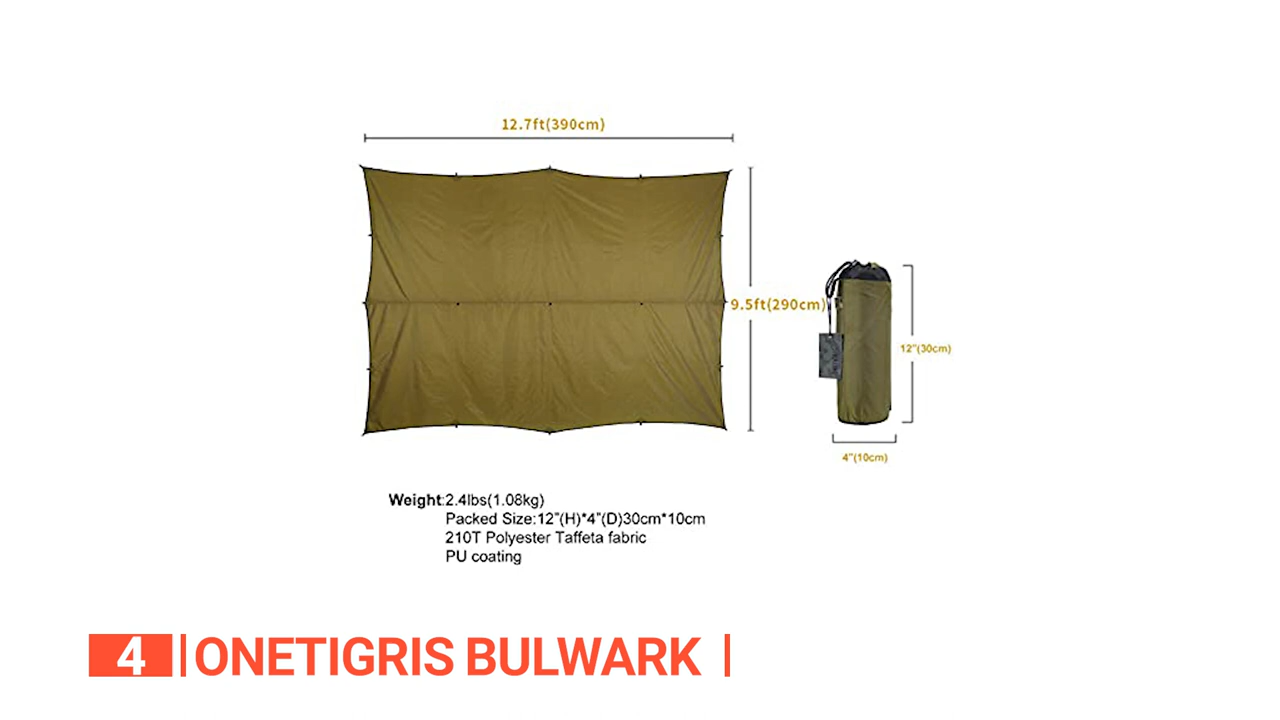 12.7ft(390cm)
9.5ft(290cm)
12"(30cm)
4"(10cm)
Weight:2.4lbs(1.08kg)
Packed Size:12"(H)*4"(D)30cm*10cm
210T Polyester Taffeta fabric
PU coating
4 ONETIGRIS BULWARK